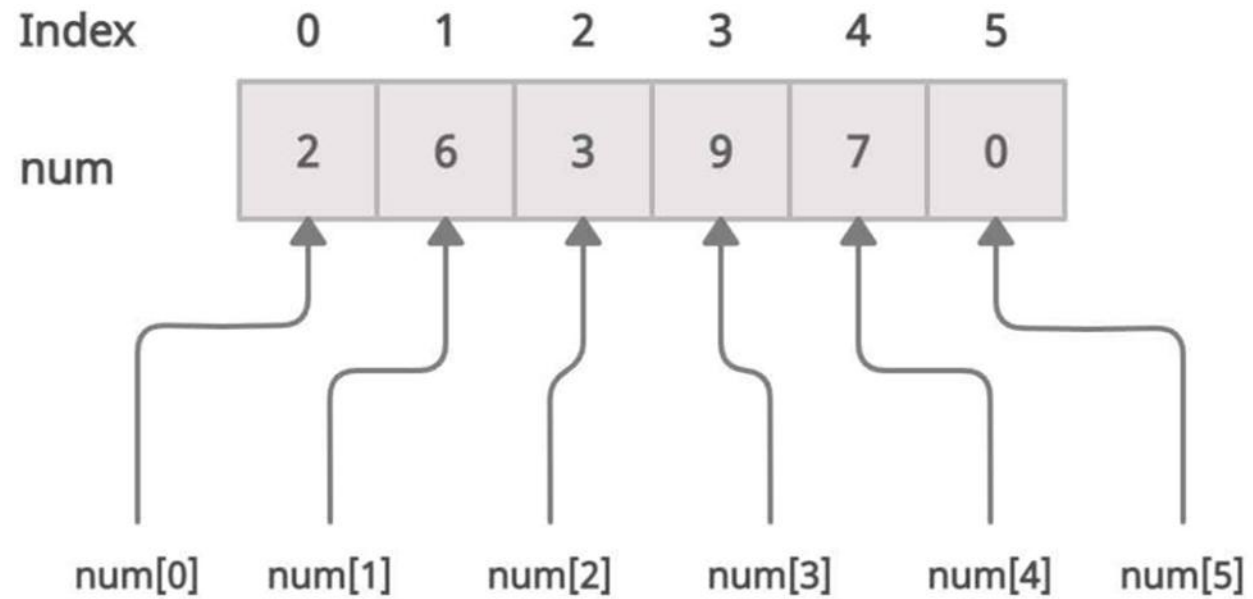 Index 0 1 2 3 4 5
num 2 6 3 9 7 0
num[0] num[1] num[2] num[3] num[4] num[5]